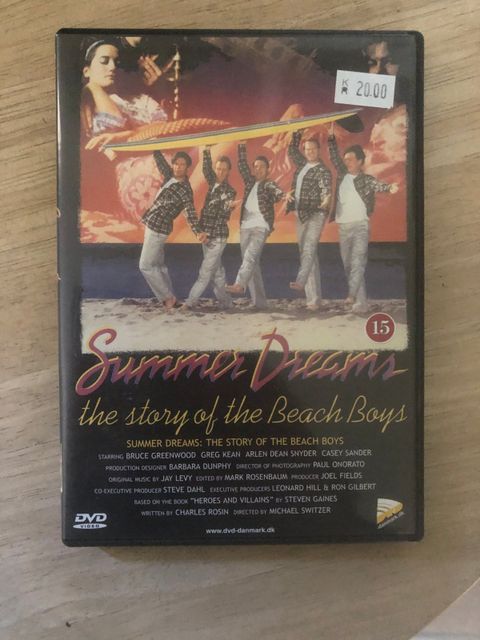 KR 20.00
15
Summer Dreams
the story of the Beach Boys
SUMMER DREAMS: THE STORY OF THE BEACH BOYS
STARRING BRUCE GREENWOOD GREG KEAN ARLEN DEAN SNYDER CASEY SANDER
PRODUCTION DESIGNER BARBARA DUNPHY DIRECTOR OF PHOTOGRAPHY PAUL ONORATO
ORIGINAL MUSIC BY JAY LEVY EDITED BY MARK ROSENBAUM PRODUCER JOEL FIELDS
CO-EXECUTIVE PRODUCER STEVE DAHL EXECUTIVE PRODUCERS LEONARD HILL & RON GILBERT
BASED ON THE BOOK "HEROES AND VILLAINS" BY STEVEN GAINES
WRITTEN BY CHARLES ROSIN DIRECTED BY MICHAEL SWITZER
DVD
VIDEO
www.dvd-danmark.dk